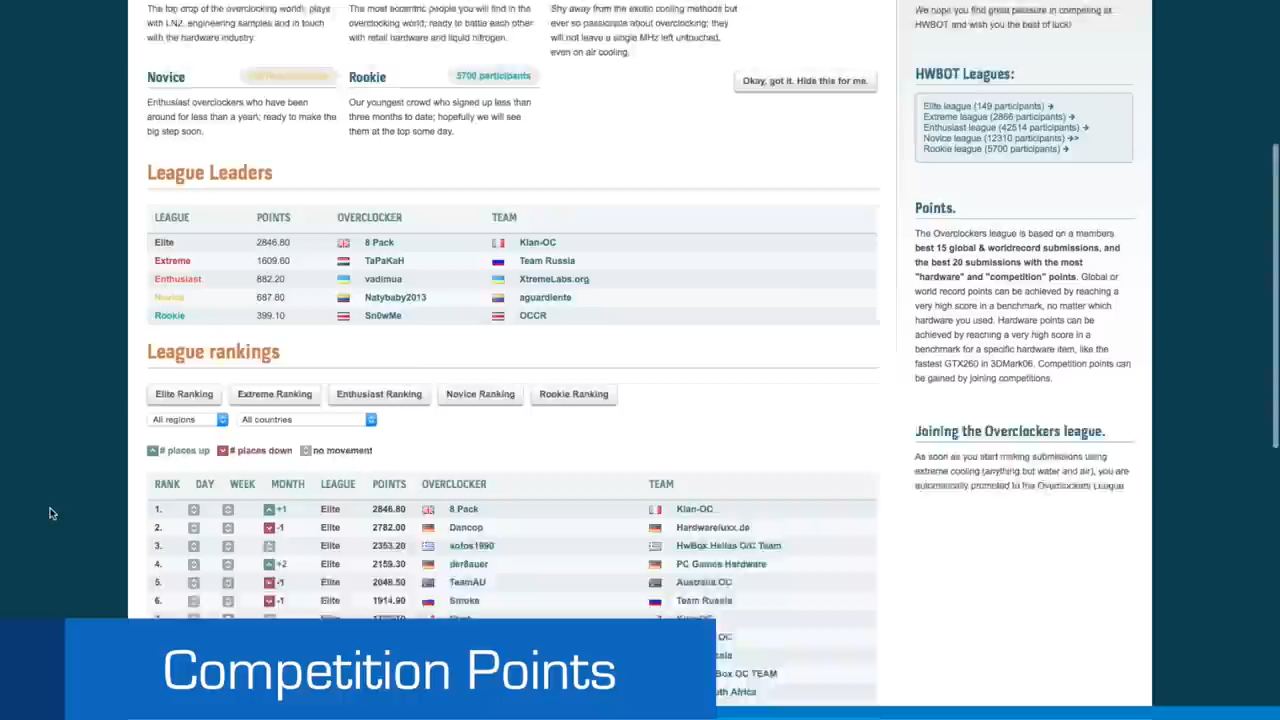 The top drop of the overclocking world; plays
with LN2, engineering samples and in touch
with the hardware industry.
The most eccentric people you will find in the
overclocking world; ready to battle each other
with retail hardware and liquid nitrogen.
Shy away from the exotic cooling methods but
ever so passionate about overclocking; they
will not leave a single MHz left untouched,
even on air cooling.
Novice
Enthusiast overclockers who have been
around for less than a year; ready to make the
big step soon.
Rookie 5700 participants
Our youngest crowd who signed up less than
three months to date; hopefully we will see
them at the top some day.
Okay, got it. Hide this for me.
League Leaders
LEAGUE POINTS OVERCLOCKER TEAM
Elite 2846.80 8 Pack Klan-OC
Extreme 1609.60 TaPaKaH Team Russia
Enthusiast 882.20 vadimua XtremeLabs.org
Novice 687.80 Natybaby2013 aguardiente
Rookie 399.10 Sn0wMe OCCR
League rankings
Elite Ranking Extreme Ranking Enthusiast Ranking Novice Ranking Rookie Ranking
All regions All countries
# places up # places down no movement
RANK DAY WEEK MONTH LEAGUE POINTS OVERCLOCKER TEAM
1. +1 Elite 2846.80 8 Pack Klan-OC
2. -1 Elite 2782.00 Dancop Hardwareluxx.de
3. Elite 2353.20 sofos1990 HwBox Hellas O/C Team
4. +2 Elite 2159.30 der8auer PC Games Hardware
5. -1 Elite 2048.50 TeamAU Australia OC
6. -1 Elite 1914.90 Smoke Team Russia
OC
Box OC TEAM
uth Africa
We hope you find great pleasure in competing at
HWBOT and wish you the best of luck!
HWBOT Leagues:
Elite league (149 participants)
Extreme league (2866 participants)
Enthusiast league (42514 participants)
Novice league (12310 participants)
Rookie league (5700 participants)
Points.
The Overclockers league is based on a members
best 15 global & worldrecord submissions, and
the best 20 submissions with the most
"hardware" and "competition" points. Global or
world record points can be achieved by reaching a
very high score in a benchmark, no matter which
hardware you used. Hardware points can be
achieved by reaching a very high score in a
benchmark for a specific hardware item, like the
fastest GTX260 in 3DMark06. Competition points can
be gained by joining competitions.
Joining the Overclockers league.
As soon as you start making submissions using
extreme cooling (anything but water and air), you are
automatically promoted to the Overclockers League
Competition Points